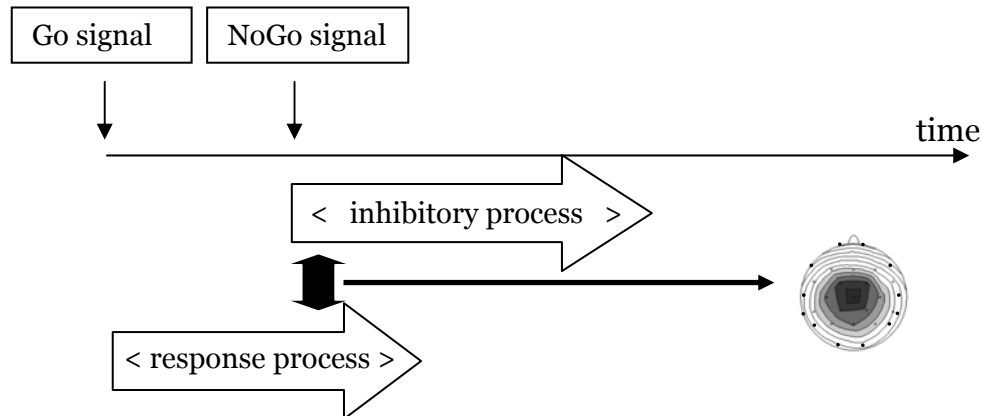 Go signal
NoGo signal
time
< inhibitory process >
< response process >